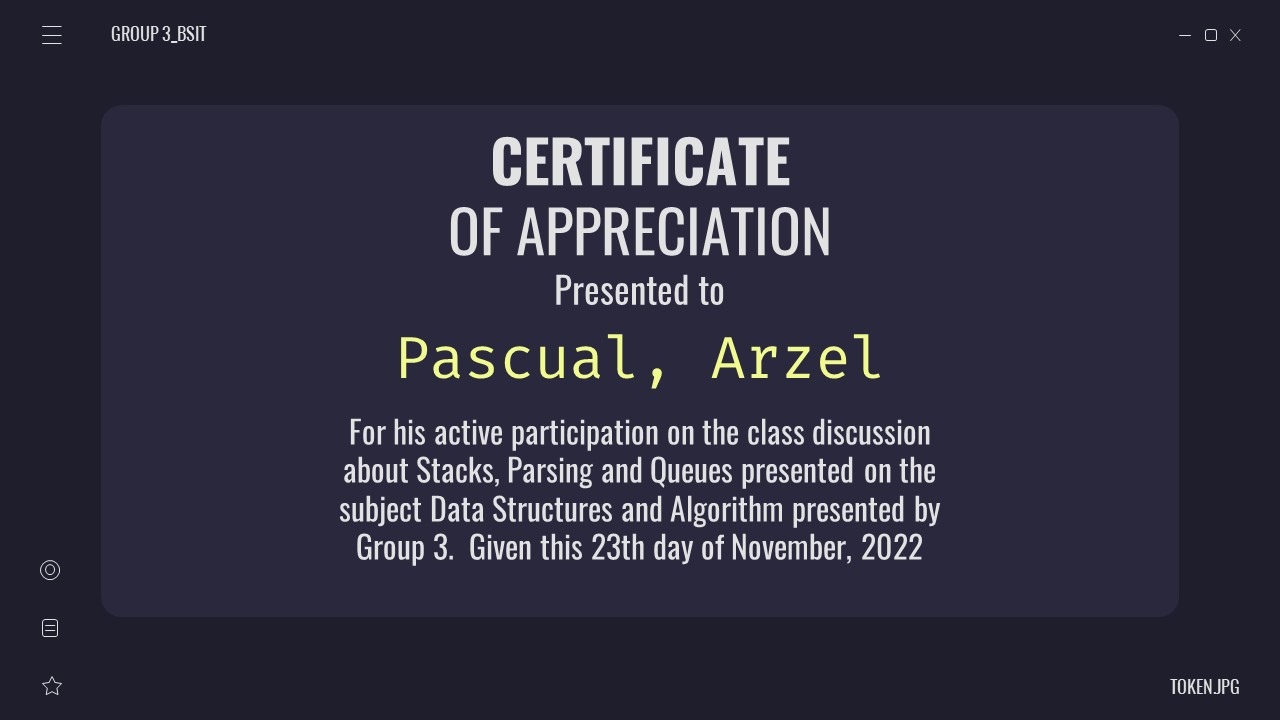 GROUP 3_BSIT
CERTIFICATE
OF APPRECIATION
Presented to
Pascual, Arzel
For his active participation on the class discussion
about Stacks, Parsing and Queues presented on the
subject Data Structures and Algorithm presented by
Group 3. Given this 23th day of November, 2022
TOKEN.JPG